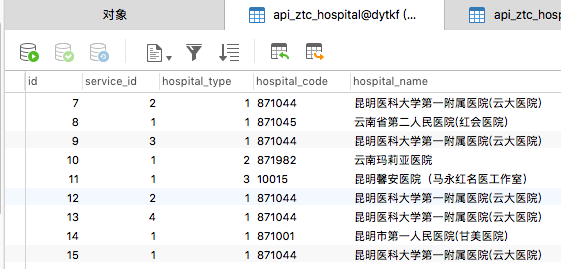 对象 api_ztc_hospital@dytkf (... api_ztc_hosp
id service_id hospital_type hospital_code hospital_name
7 2 1 871044 昆明医科大学第一附属医院(云大医院)
8 1 1 871045 云南省第二人民医院(红会医院)
9 3 1 871044 昆明医科大学第一附属医院(云大医院)
10 1 2 871982 云南玛莉亚医院
11 1 3 10015 昆明馨安医院（马永红名医工作室）
12 2 1 871044 昆明医科大学第一附属医院(云大医院)
13 4 1 871044 昆明医科大学第一附属医院(云大医院)
14 1 1 871001 昆明市第一人民医院(甘美医院)
15 1 1 871044 昆明医科大学第一附属医院(云大医院)